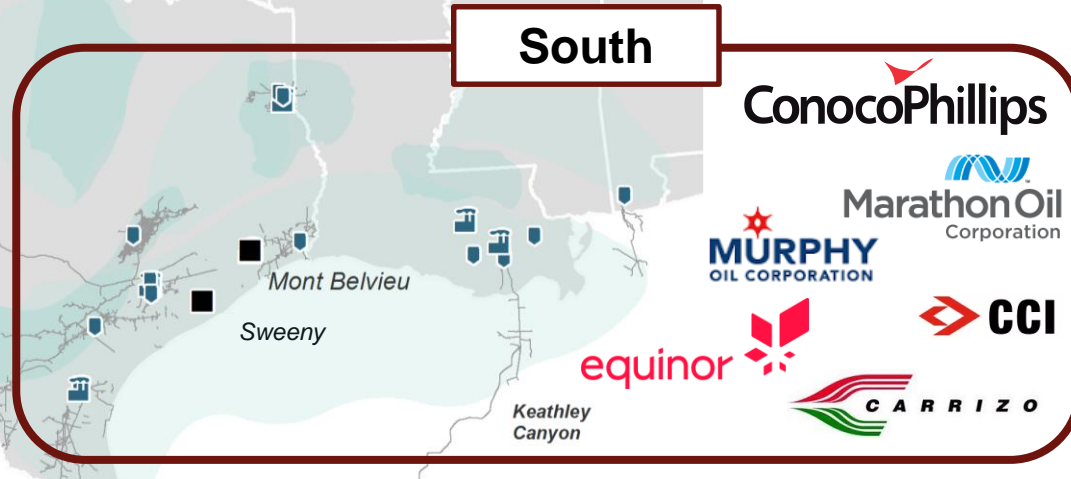 South
ConocoPhillips
Marathon Oil
Corporation
MURPHY
OIL CORPORATION
Mont Belvieu
Sweeny
CCI
equinor
CARRIZO
Keathley
Canyon